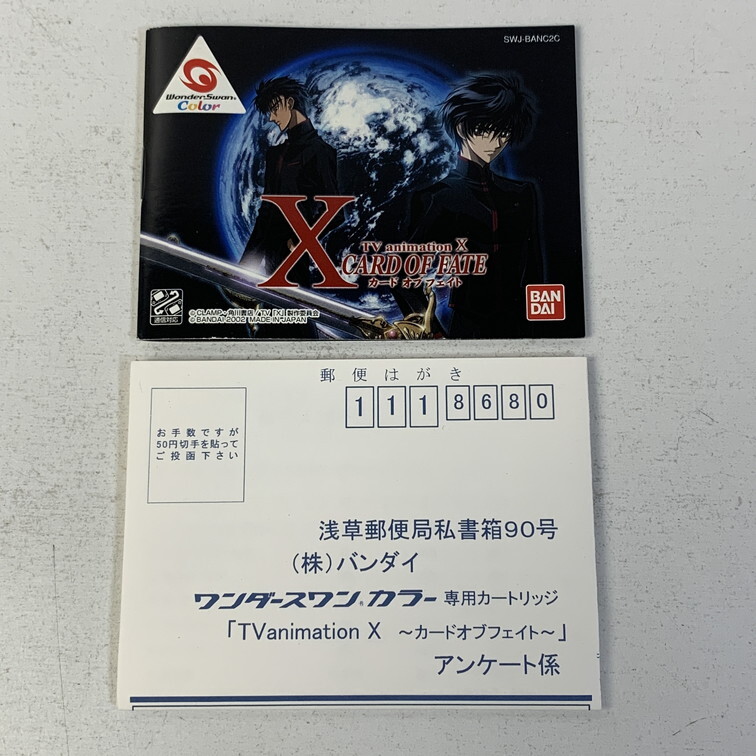 SWJ-BANC2C
WonderSwan
Color
X
TV animation X
CARD OF FATE
カード オブ フェイト
BAN
DAI
通信対応
© CLAMP・角川書店/TV「X」製作委員会
© BANDAI 2002 MADE IN JAPAN
郵便はがき
1118680
お手数ですが
50円切手を貼って
ご投函下さい
浅草郵便局私書箱90号
(株)バンダイ
ワンダースワン®カラー 専用カートリッジ
「TVanimation X ～カードオブフェイト～」
アンケート係